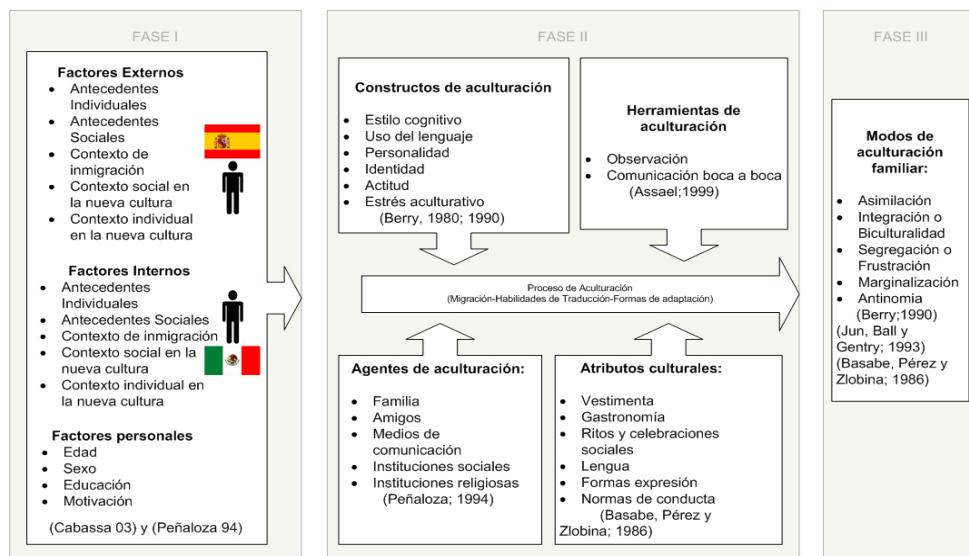 FASE I
Factores Externos
• Antecedentes
Individuales
• Antecedentes
Sociales
• Contexto de
inmigración
• Contexto social en
la nueva cultura
• Contexto individual
en la nueva cultura
Factores Internos
• Antecedentes
Individuales
• Antecedentes Sociales
• Contexto de inmigración
• Contexto social en la
nueva cultura
• Contexto individual en
la nueva cultura
Factores personales
• Edad
• Sexo
• Educación
• Motivación
(Cabassa 03) y (Peñaloza 94)
FASE II
Constructos de aculturación
• Estilo cognitivo
• Uso del lenguaje
• Personalidad
• Identidad
• Actitud
• Estrés aculturativo
(Berry, 1980; 1990)
Herramientas de
aculturación
• Observación
• Comunicación boca a boca
(Assael;1999)
Proceso de Aculturación
(Migración-Habilidades de Traducción-Formas de adaptación)
Agentes de aculturación:
• Familia
• Amigos
• Medios de
comunicación
• Instituciones sociales
• Instituciones religiosas
(Peñaloza; 1994)
Atributos culturales:
• Vestimenta
• Gastronomía
• Ritos y celebraciones
sociales
• Lengua
• Formas expresión
• Normas de conducta
(Basabe, Pérez y
Zlobina; 1986)
FASE III
Modos de
aculturación
familiar:
• Asimilación
• Integración o
Biculturalidad
• Segregación o
Frustración
• Marginalización
• Antinomia
(Berry;1990)
(Jun, Ball y
Gentry; 1993)
(Basabe, Pérez y
Zlobina; 1986)